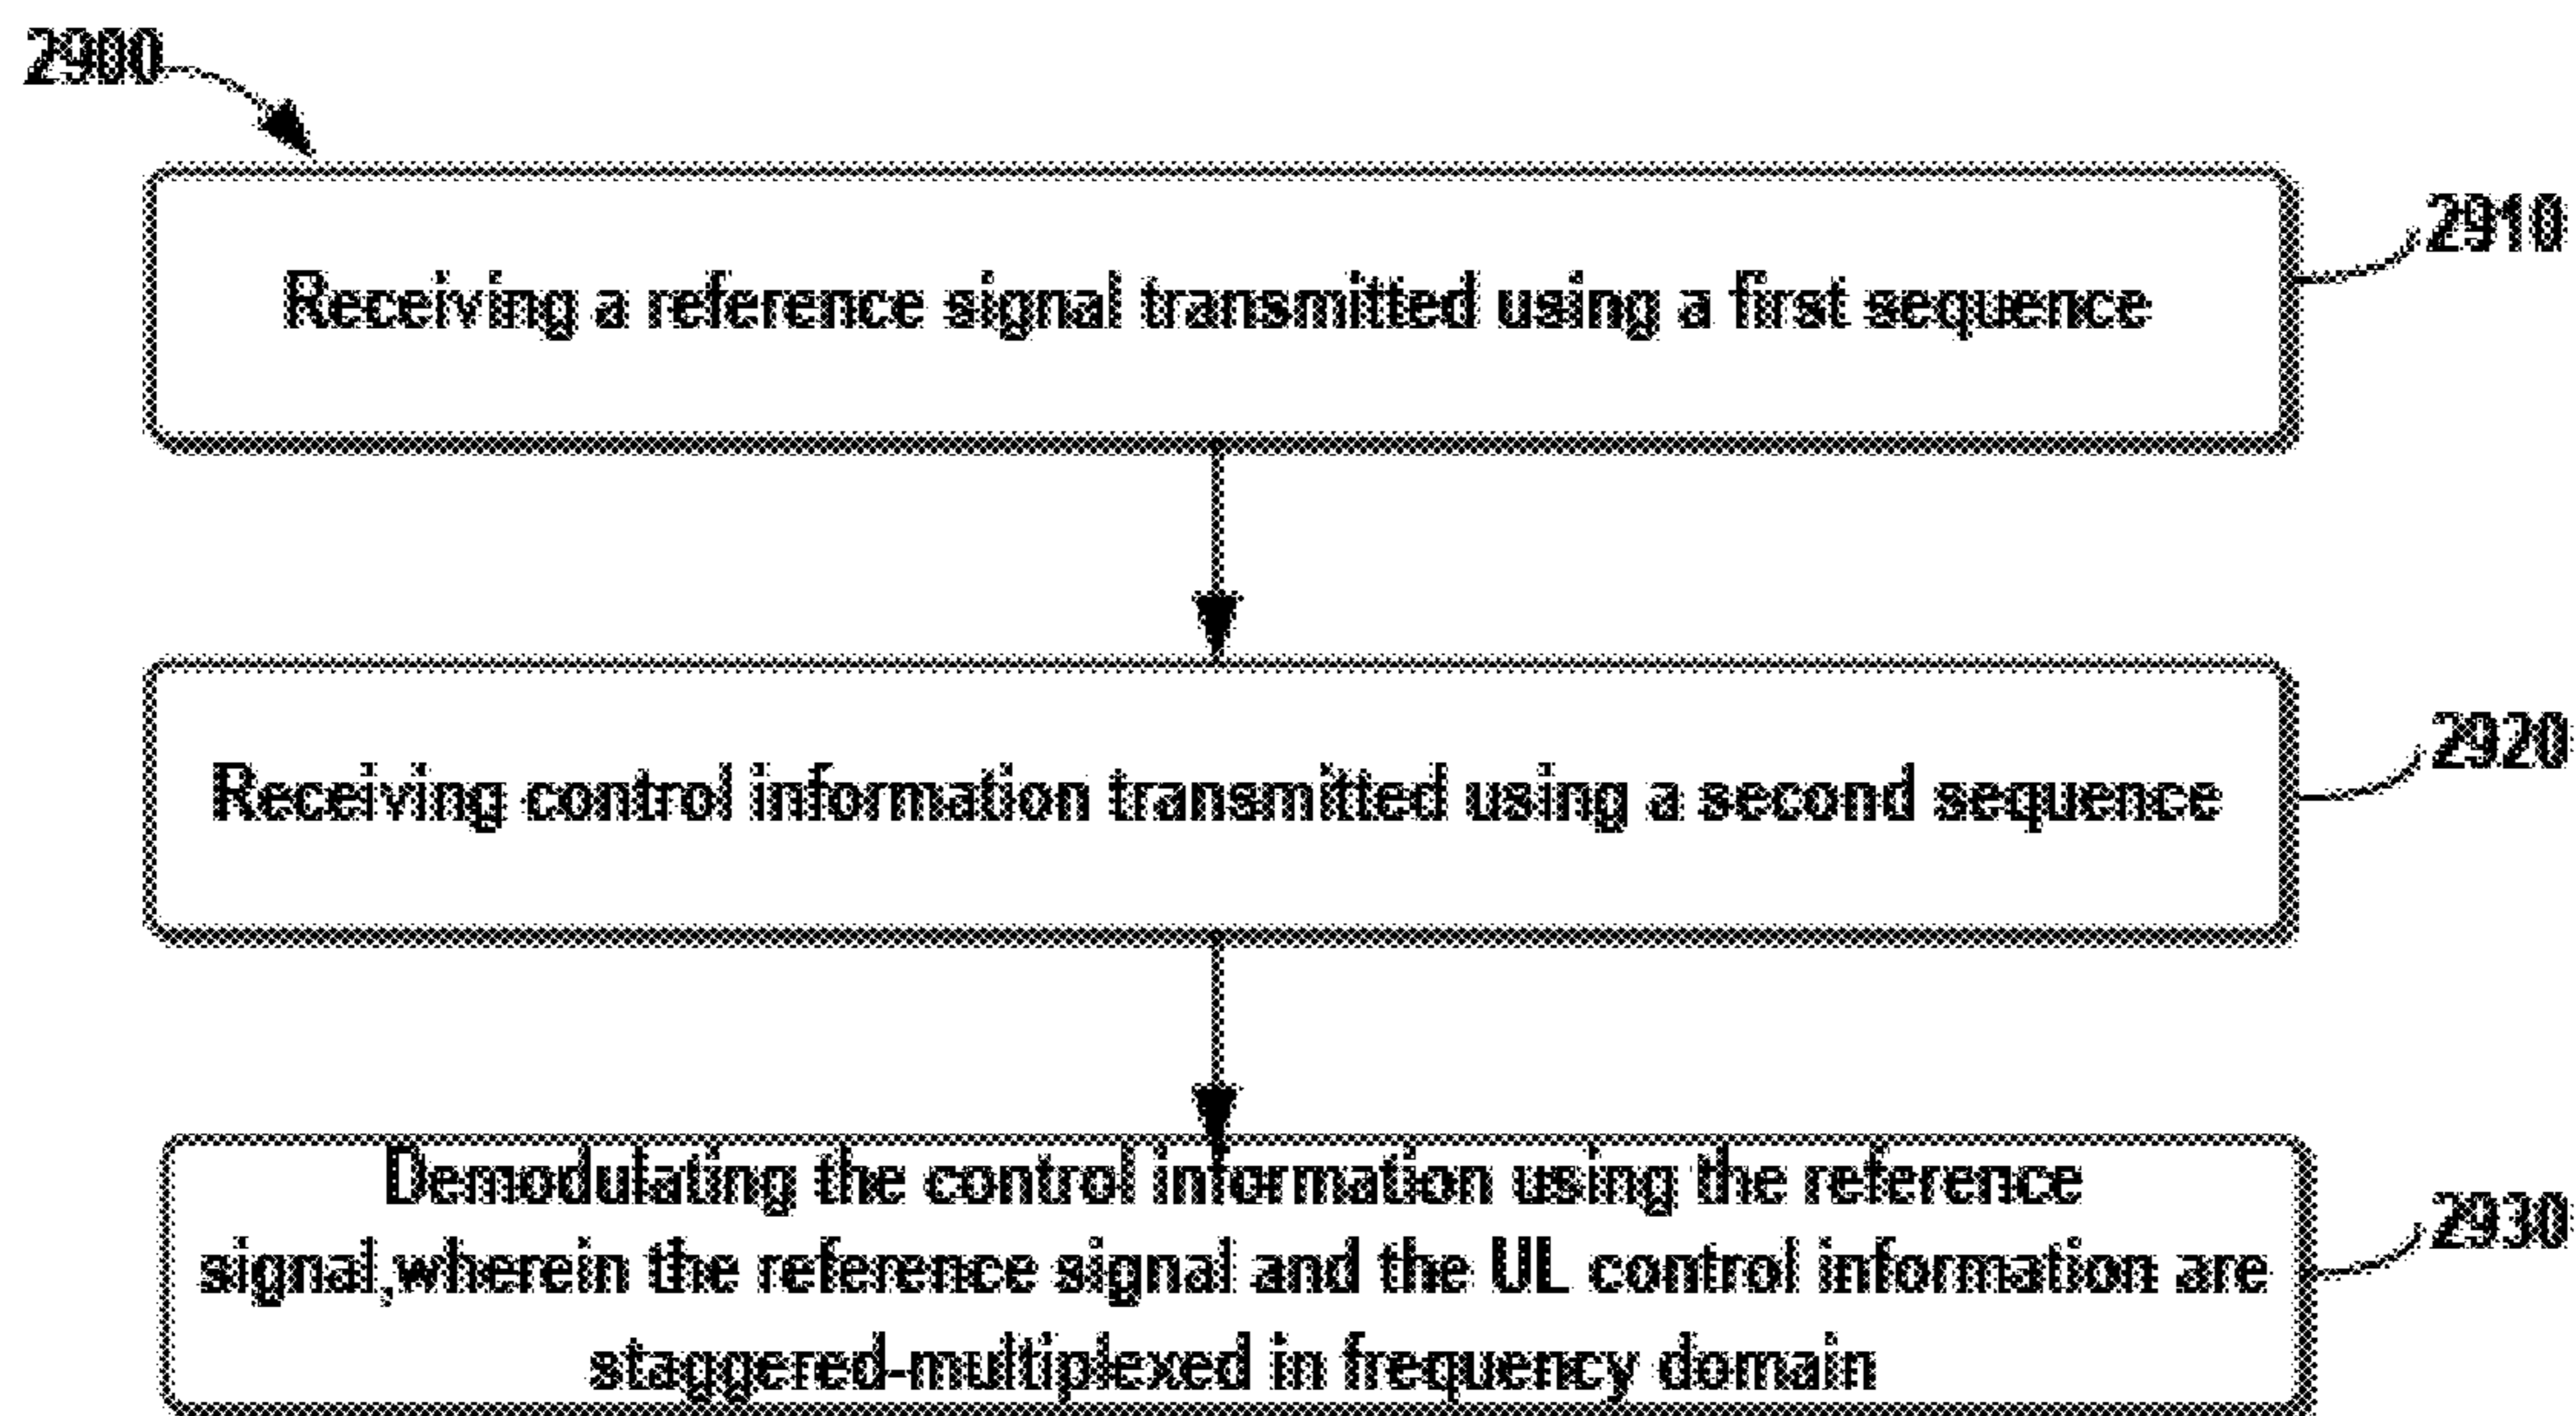 2900
2910
Receiving a reference signal transmitted using a first sequence
2920
Receiving control information transmitted using a second sequence
2930
Demodulating the control information using the reference
signal,wherein the reference signal and the UL control information are
staggered-multiplexed in frequency domain